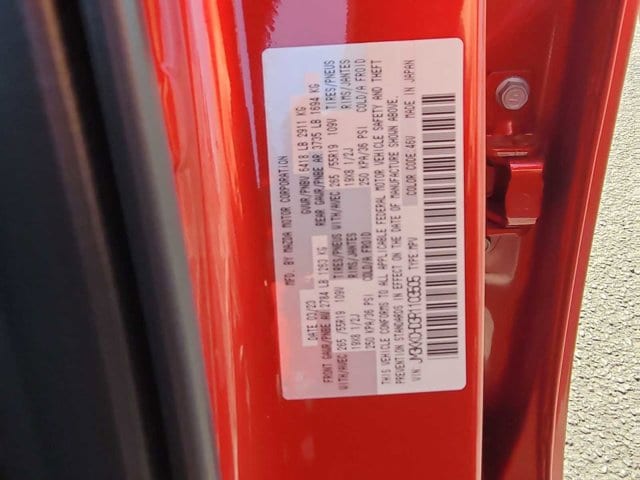 MFD. BY MAZDA MOTOR CORPORATION
DATE 03/23 GVWR/PNBV 6418 LB 2911 KG
FRONT GAWR/PNBE AV 2784 LB 1263 KG REAR GAWR/PNBE AR 3735 LB 1694 KG
WITH/AVEC 265/55R19 109V TIRES/PNEUS WITH/AVEC 265/55R19 109V TIRES/PNEUS
19X8 1/2J RIMS/JANTES 19X8 1/2J RIMS/JANTES
250 KPA/36 PSI COLD/A FROID 250 KPA/36 PSI COLD/A FROID
THIS VEHICLE CONFORMS TO ALL APPLICABLE FEDERAL MOTOR VEHICLE SAFETY AND THEFT
PREVENTION STANDARDS IN EFFECT ON THE DATE OF MANUFACTURE SHOWN ABOVE.
VIN: TYPE: MPV COLOR CODE: 46V MADE IN JAPAN